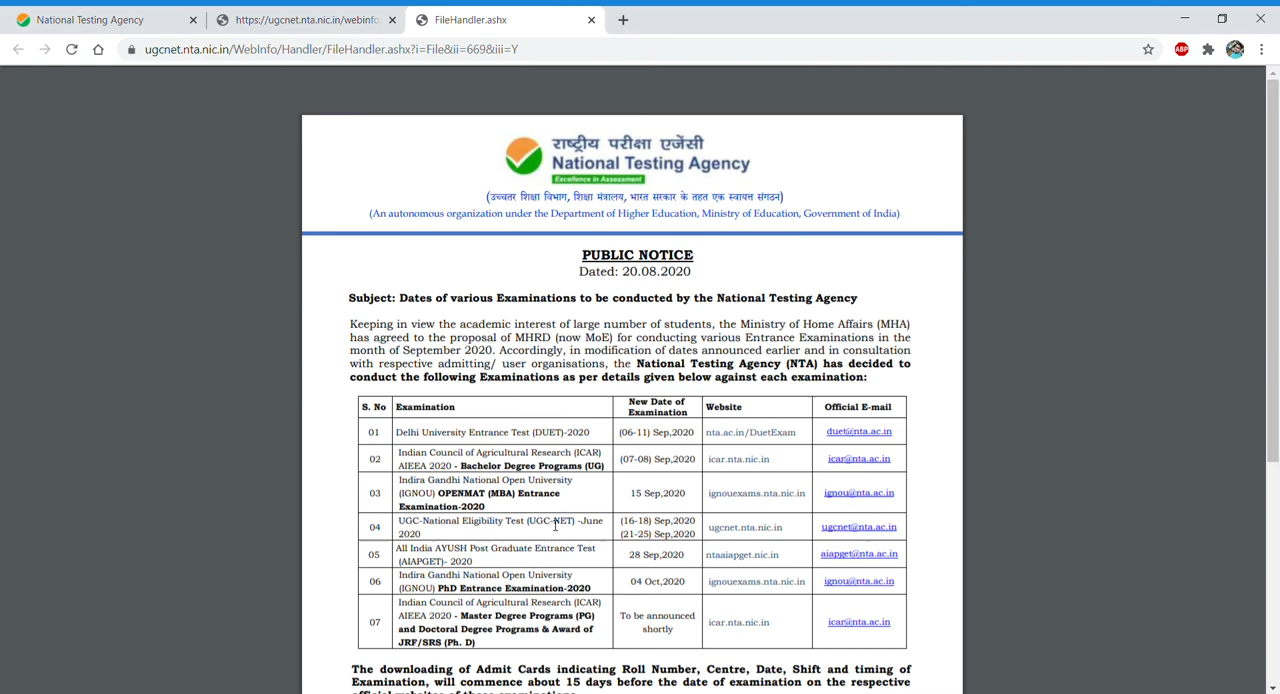 National Testing Agency
https://ugcnet.nta.nic.in/webinfo.
FileHandler.ashx
ugcnet.nta.nic.in/WebInfo/Handler/FileHandler.ashx?i=File&ii=669&iii=Y
ABP
राष्ट्रीय परीक्षा एजेंसी
National Testing Agency
Excellence in Assessment
(उच्चतर शिक्षा विभाग, शिक्षा मंत्रालय, भारत सरकार के तहत एक स्वायत्त संगठन)
(An autonomous organization under the Department of Higher Education, Ministry of Education, Government of India)
PUBLIC NOTICE
Dated: 20.08.2020
Subject: Dates of various Examinations to be conducted by the National Testing Agency
Keeping in view the academic interest of large number of students, the Ministry of Home Affairs (MHA)
has agreed to the proposal of MHRD (now MoE) for conducting various Entrance Examinations in the
month of September 2020. Accordingly, in modification of dates announced earlier and in consultation
with respective admitting/ user organisations, the National Testing Agency (NTA) has decided to
conduct the following Examinations as per details given below against each examination:
S. No Examination New Date of Examination Website Official E-mail
01 Delhi University Entrance Test (DUET)-2020 (06-11) Sep,2020 nta.ac.in/DuetExam duet@nta.ac.in
02 Indian Council of Agricultural Research (ICAR)
AIEEA 2020 - Bachelor Degree Programs (UG) (07-08) Sep,2020 icar.nta.nic.in icar@nta.ac.in
03 Indira Gandhi National Open University
(IGNOU) OPENMAT (MBA) Entrance
Examination-2020 15 Sep,2020 ignouexams.nta.nic.in ignou@nta.ac.in
04 UGC-National Eligibility Test (UGC-NET) -June
2020 (16-18) Sep,2020
(21-25) Sep,2020 ugcnet.nta.nic.in ugcnet@nta.ac.in
05 All India AYUSH Post Graduate Entrance Test
(AIAPGET)- 2020 28 Sep,2020 ntaaiapget.nic.in aiapget@nta.ac.in
06 Indira Gandhi National Open University
(IGNOU) PhD Entrance Examination-2020 04 Oct,2020 ignouexams.nta.nic.in ignou@nta.ac.in
07 Indian Council of Agricultural Research (ICAR)
AIEEA 2020 - Master Degree Programs (PG)
and Doctoral Degree Programs & Award of
JRF/SRS (Ph. D) To be announced
shortly icar.nta.nic.in icar@nta.ac.in
The downloading of Admit Cards indicating Roll Number, Centre, Date, Shift and timing of
Examination, will commence about 15 days before the date of examination on the respective
official websites of these examinations.